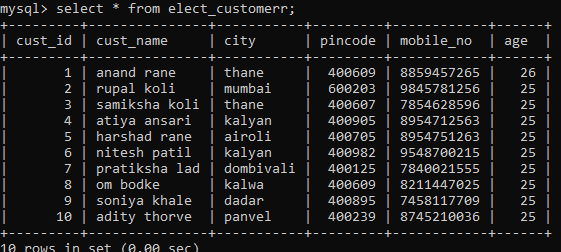 mysql> select * from elect_customerr;
+---------+---------------+-----------+---------+------------+------+
| cust_id | cust_name | city | pincode | mobile_no | age |
+---------+---------------+-----------+---------+------------+------+
| 1 | anand rane | thane | 400609 | 8859457265 | 26 |
| 2 | rupal koli | mumbai | 600203 | 9845781256 | 25 |
| 3 | samiksha koli | thane | 400607 | 7854628596 | 25 |
| 4 | atiya ansari | kalyan | 400905 | 8954712563 | 25 |
| 5 | harshad rane | airoli | 400705 | 8954751263 | 25 |
| 6 | nitesh patil | kalyan | 400982 | 9548700215 | 25 |
| 7 | pratiksha lad | dombivali | 400125 | 7840021555 | 25 |
| 8 | om bodke | kalwa | 400609 | 8211447025 | 25 |
| 9 | soniya khale | dadar | 400895 | 7458117709 | 25 |
| 10 | adity thorve | panvel | 400239 | 8745210036 | 25 |
+---------+---------------+-----------+---------+------------+------+
10 rows in set (0.00 sec)